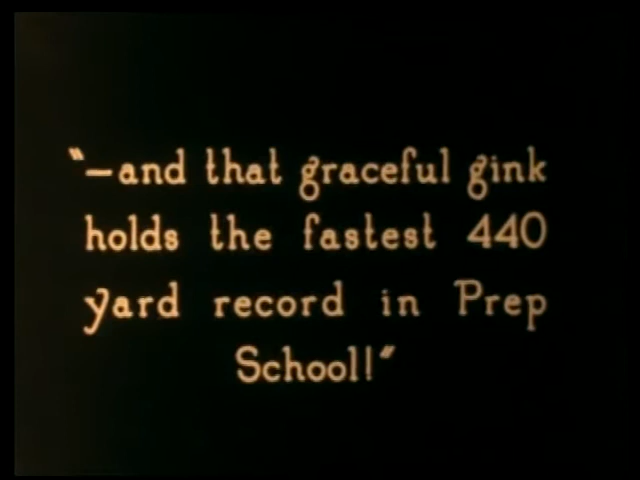 "—and that graceful gink
holds the fastest 440
yard record in Prep
School!"